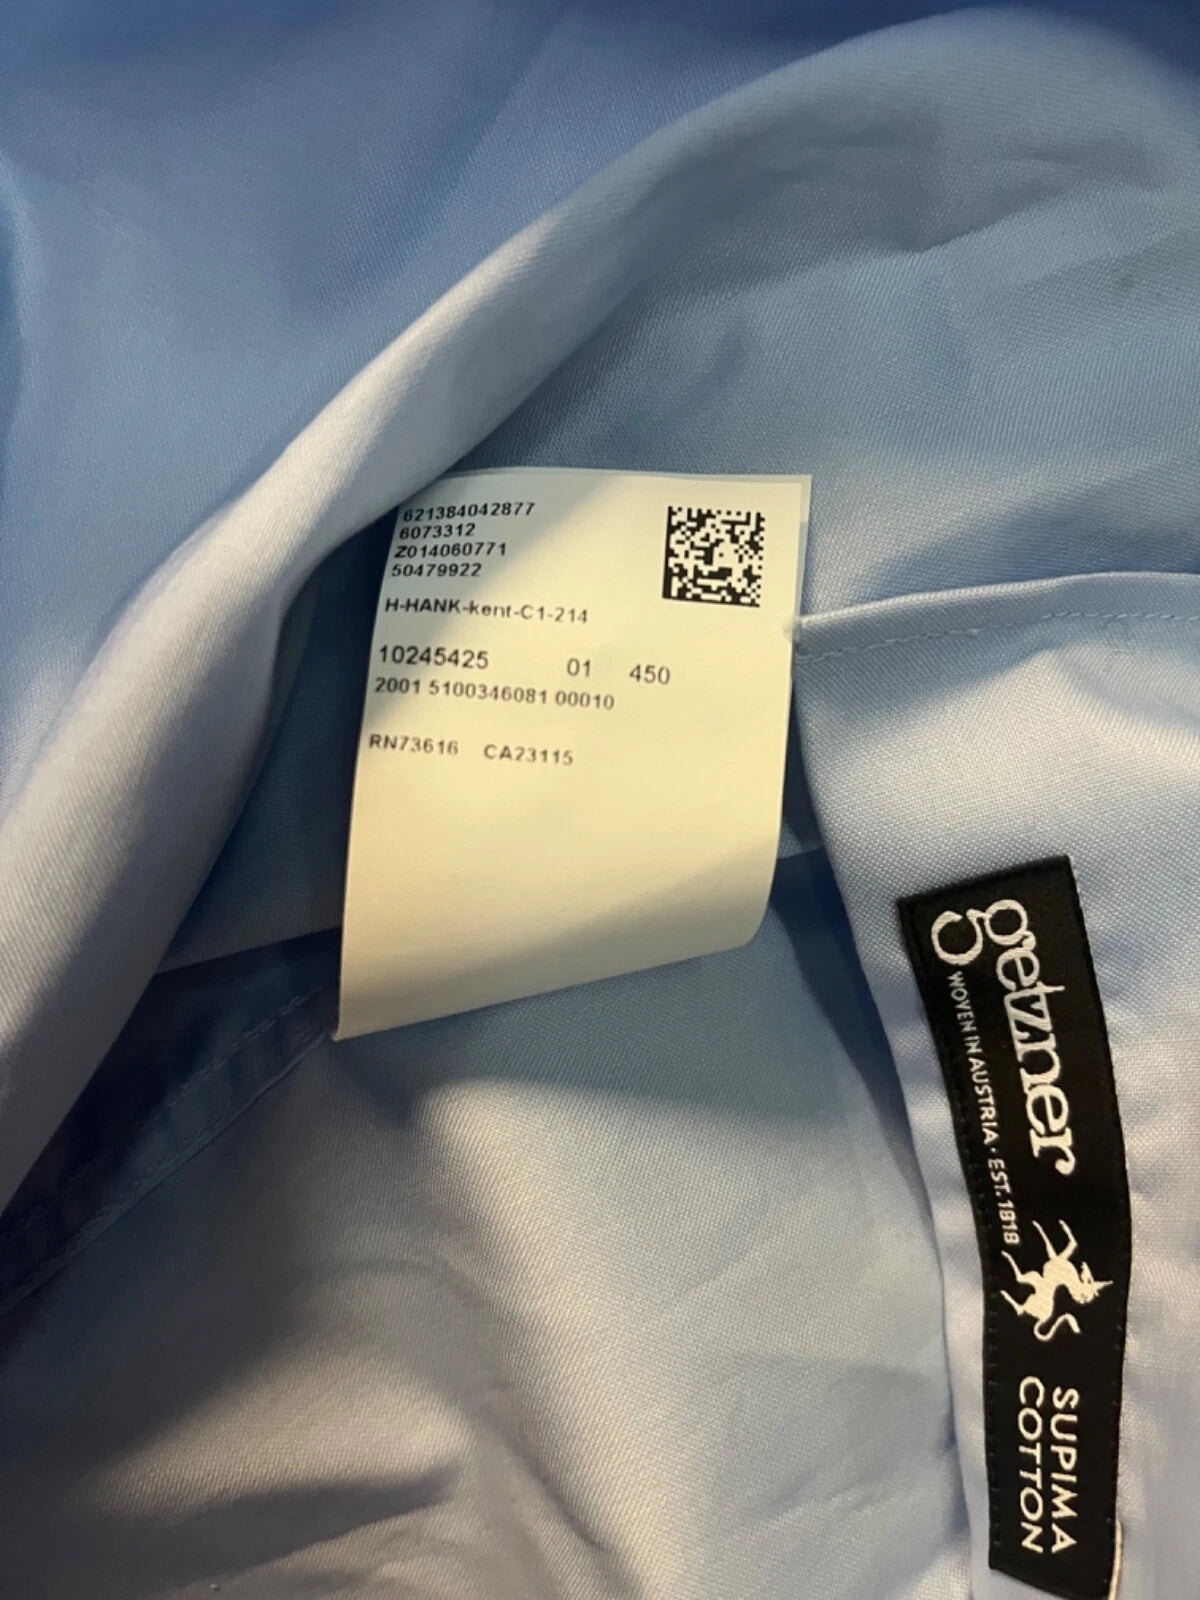 621384042877
6073312
Z014060771
50479922
H-HANK-kent-C1-214
10245425 01 450
2001 5100346081 00010
RN73616 CA23115
getzner
WOVEN IN AUSTRIA · EST. 1818
SUPIMA
COTTON